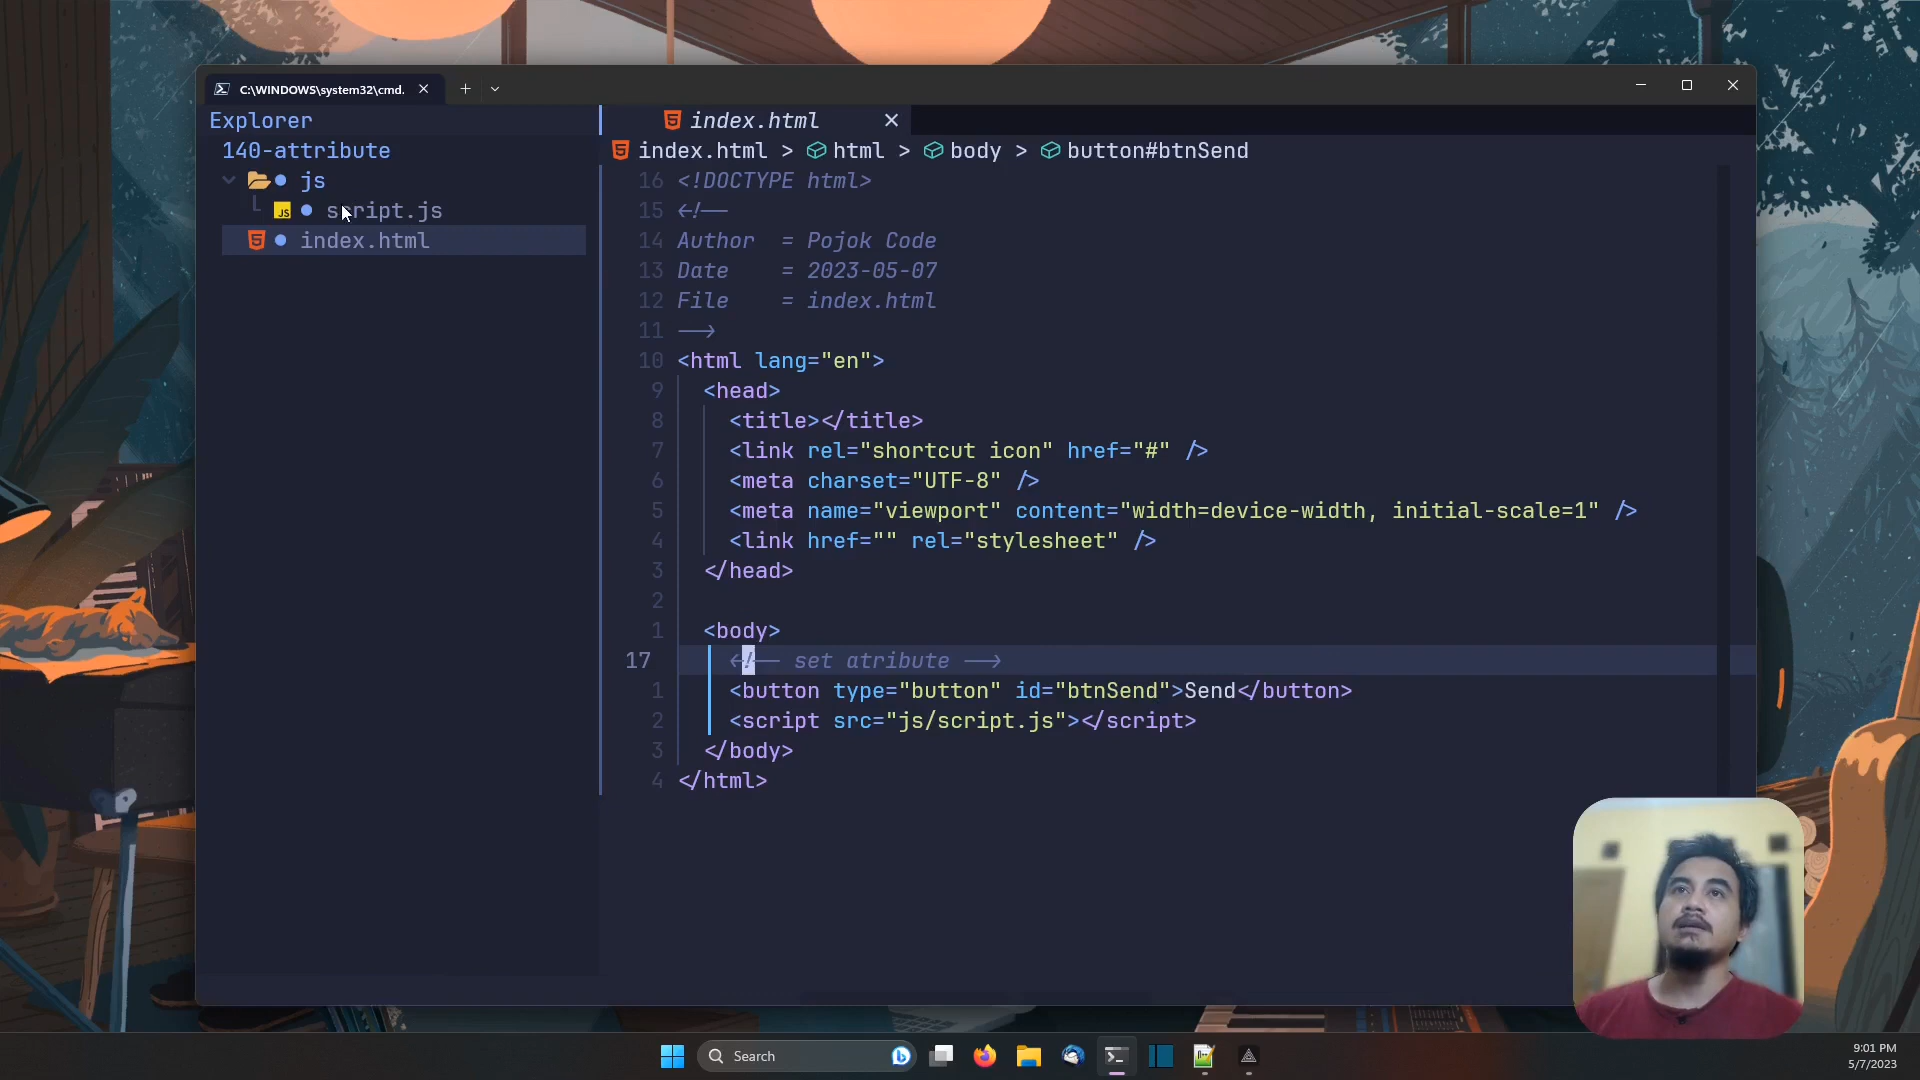 C:\WINDOWS\system32\cmd.
Explorer
140-attribute
js
script.js
index.html
index.html
index.html > html > body > button#btnSend
16 <!DOCTYPE html>
15 <!--
14 Author = Pojok Code
13 Date = 2023-05-07
12 File = index.html
11 -->
10 <html lang="en">
9 <head>
8 <title></title>
7 <link rel="shortcut icon" href="#" />
6 <meta charset="UTF-8" />
5 <meta name="viewport" content="width=device-width, initial-scale=1" />
4 <link href="" rel="stylesheet" />
3 </head>
2
1 <body>
17 <!-- set atribute -->
1 <button type="button" id="btnSend">Send</button>
2 <script src="js/script.js"></script>
3 </body>
4 </html>
Search
9:01 PM
5/7/2023